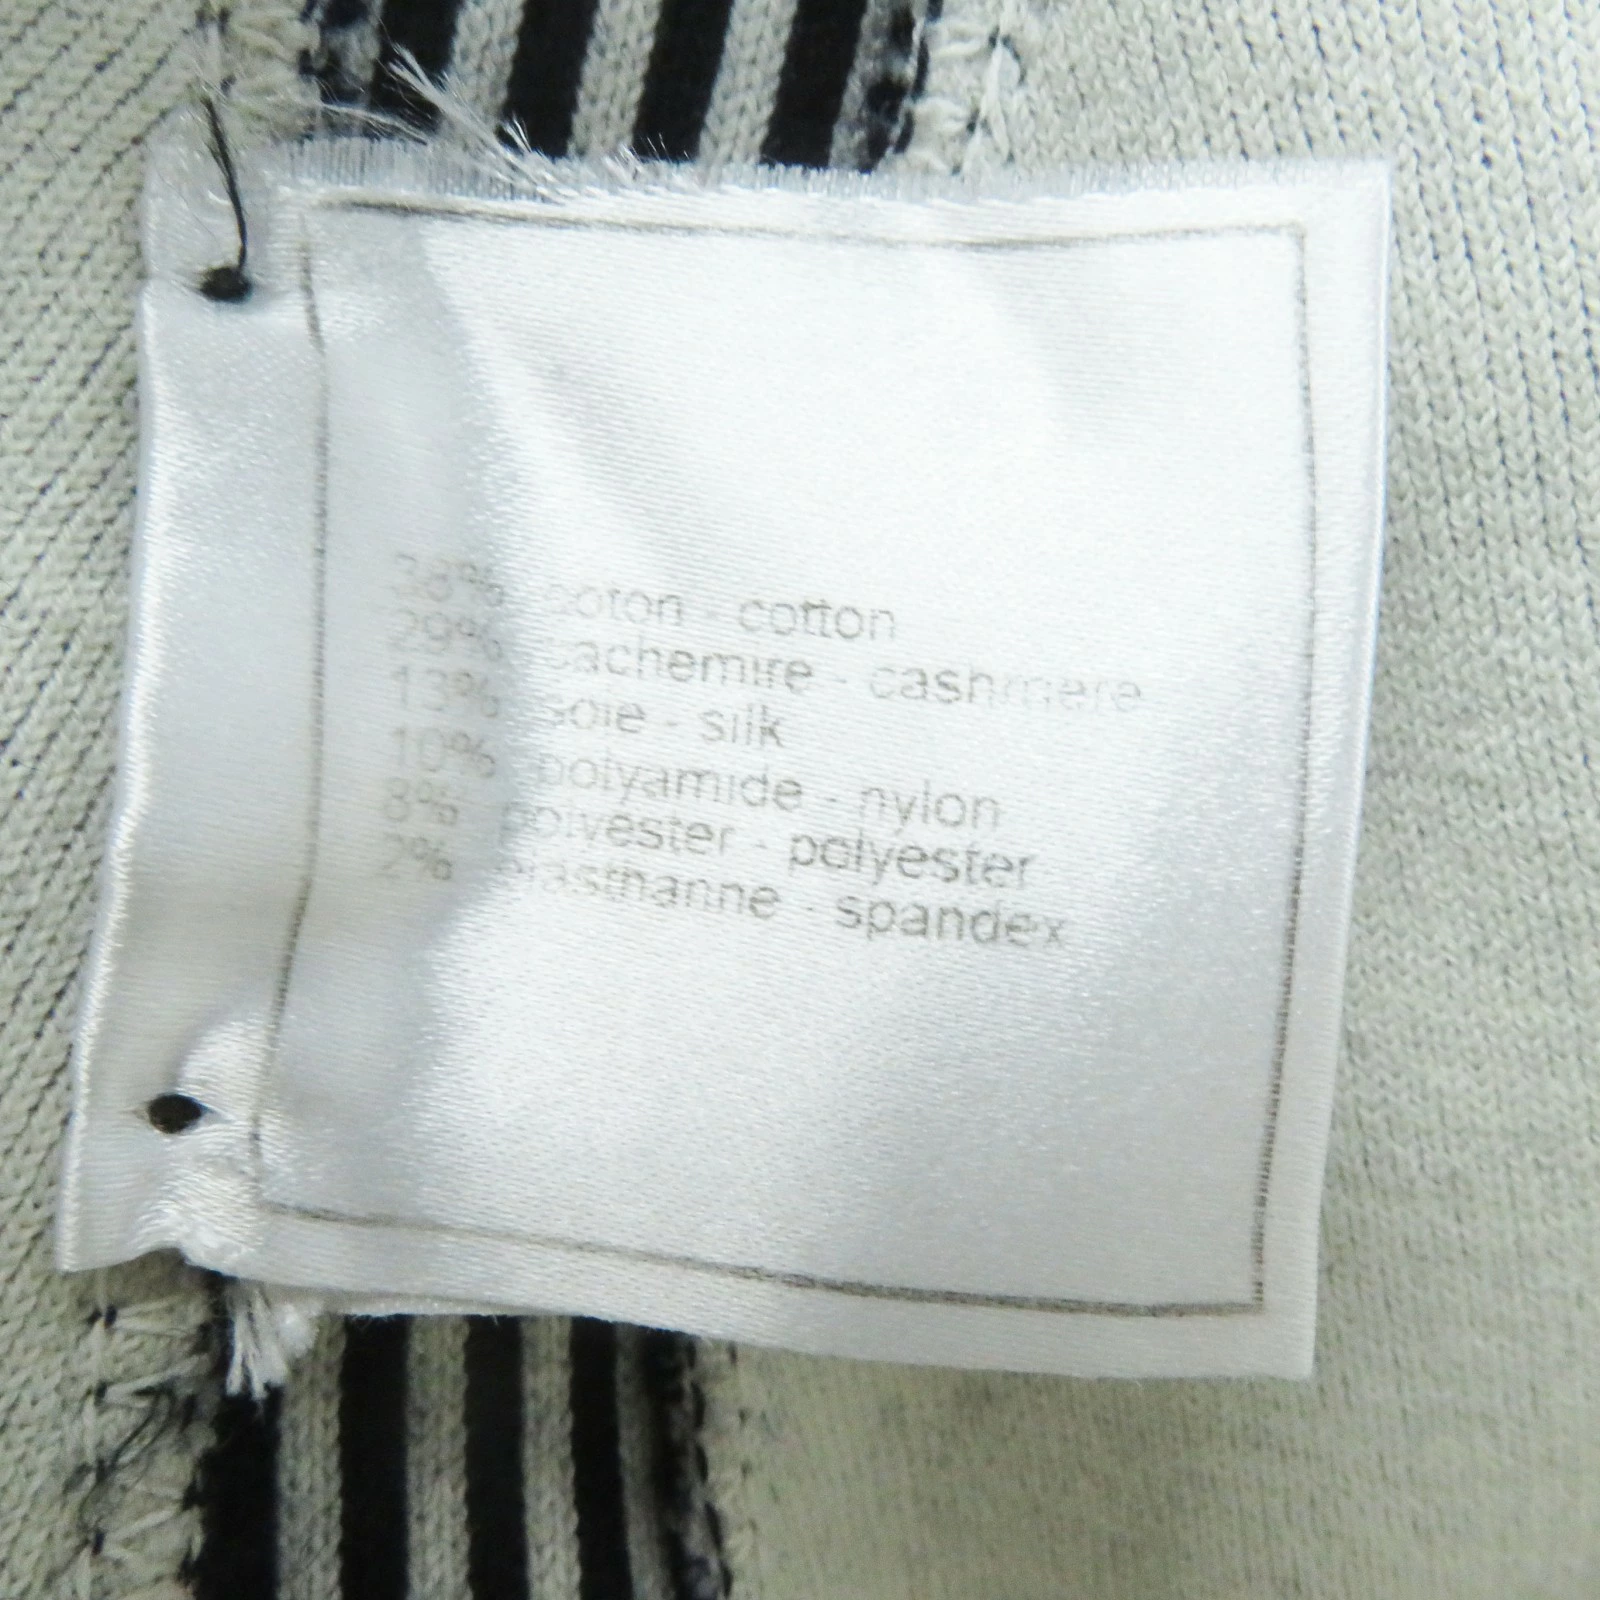 38% coton - cotton
29% cachemire - cashmere
13% soie - silk
10% polyamide - nylon
8% polyester - polyester
2% elasthanne - spandex